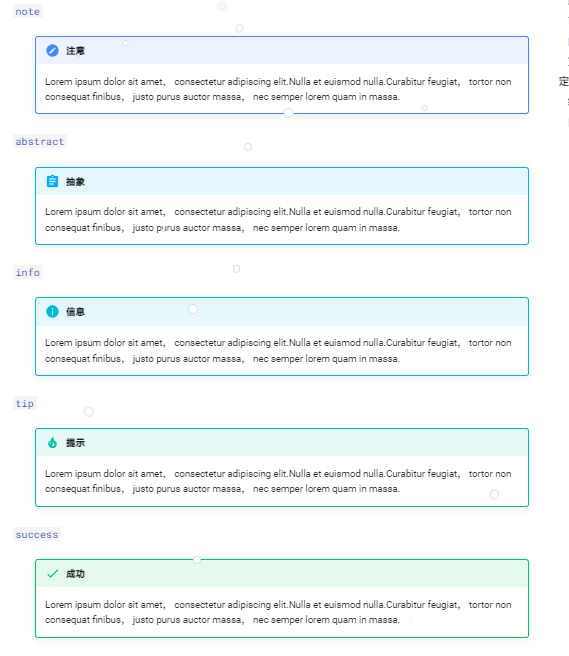 note
注意
Lorem ipsum dolor sit amet， consectetur adipiscing elit.Nulla et euismod nulla.Curabitur feugiat， tortor non
consequat finibus， justo purus auctor massa， nec semper lorem quam in massa.
abstract
抽象
Lorem ipsum dolor sit amet， consectetur adipiscing elit.Nulla et euismod nulla.Curabitur feugiat， tortor non
consequat finibus， justo purus auctor massa， nec semper lorem quam in massa.
info
信息
Lorem ipsum dolor sit amet， consectetur adipiscing elit.Nulla et euismod nulla.Curabitur feugiat， tortor non
consequat finibus， justo purus auctor massa， nec semper lorem quam in massa.
tip
提示
Lorem ipsum dolor sit amet， consectetur adipiscing elit.Nulla et euismod nulla.Curabitur feugiat， tortor non
consequat finibus， justo purus auctor massa， nec semper lorem quam in massa.
success
成功
Lorem ipsum dolor sit amet， consectetur adipiscing elit.Nulla et euismod nulla.Curabitur feugiat， tortor non
consequat finibus， justo purus auctor massa， nec semper lorem quam in massa.
定